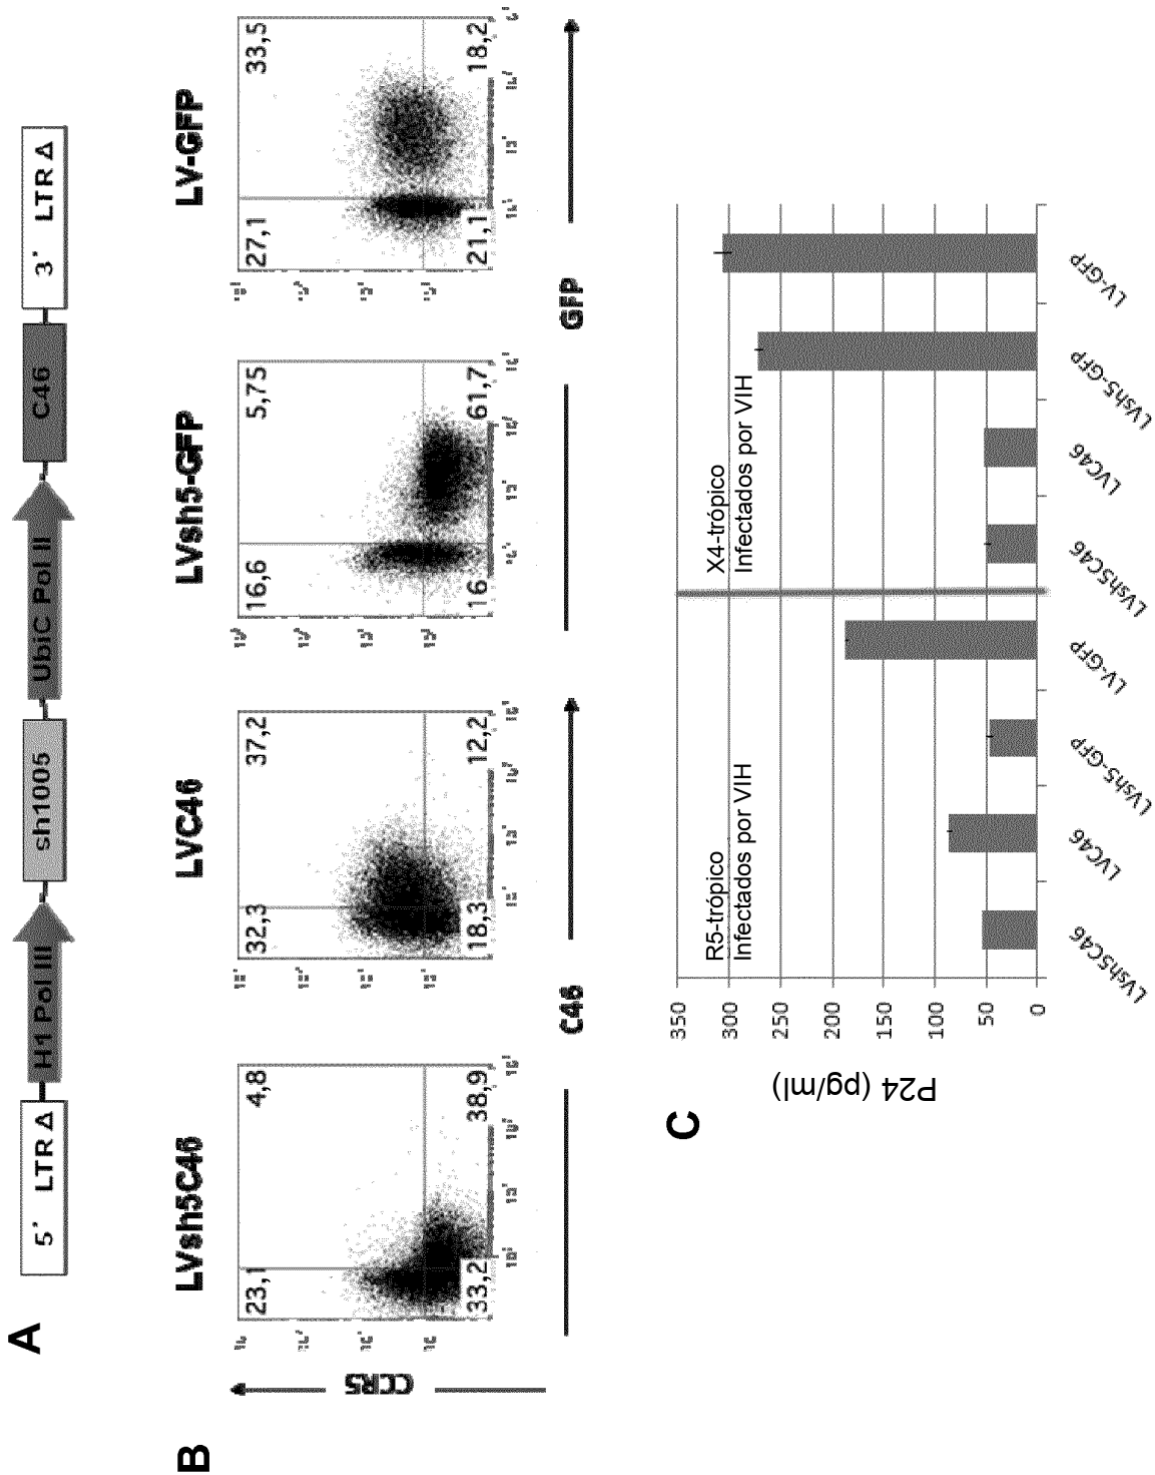 A
5' LTR Δ
H1 Pol III
sh1005
UbiC Pol II
C46
3' LTR Δ
B
LVsh5C46
LVC46
LVsh5-GFP
LV-GFP
23,1
4,8
33,2
38,9
32,3
37,2
18,3
12,2
16,6
5,75
16
61,7
27,1
33,5
21,1
18,2
CCR5
C46
GFP
C
P24 (pg/ml)
350
300
250
200
150
100
50
0
R5-trópico
Infectados por VIH
X4-trópico
Infectados por VIH
LVsh5C46
LVC46
LVsh5-GFP
LV-GFP
LVsh5C46
LVC46
LVsh5-GFP
LV-GFP